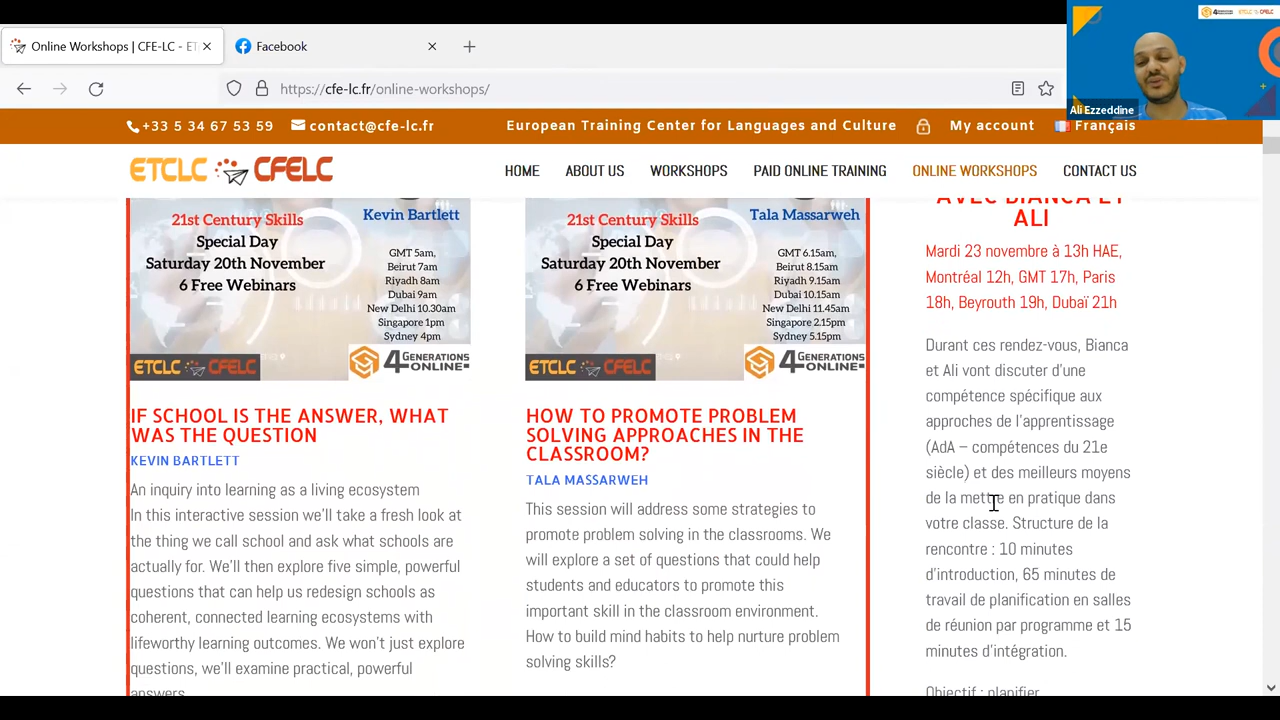 Online Workshops | CFE-LC - ET
Facebook
https://cfe-lc.fr/online-workshops/
Ali Ezzeddine
+33 5 34 67 53 59
contact@cfe-lc.fr
European Training Center for Languages and Culture
My account
Français
ETCLC CFELC
HOME
ABOUT US
WORKSHOPS
PAID ONLINE TRAINING
ONLINE WORKSHOPS
CONTACT US
21st Century Skills
Special Day
Saturday 20th November
6 Free Webinars
Kevin Bartlett
GMT 5am,
Beirut 7am
Riyadh 8am
Dubai 9am
New Delhi 10.30am
Singapore 1pm
Sydney 4pm
ETCLC CFELC
4GENERATIONS
ONLINE
IF SCHOOL IS THE ANSWER, WHAT
WAS THE QUESTION
KEVIN BARTLETT
An inquiry into learning as a living ecosystem
In this interactive session we'll take a fresh look at
the thing we call school and ask what schools are
actually for. We'll then explore five simple, powerful
questions that can help us redesign schools as
coherent, connected learning ecosystems with
lifeworthy learning outcomes. We won't just explore
questions, we'll examine practical, powerful
answers
21st Century Skills
Special Day
Saturday 20th November
6 Free Webinars
Tala Massarweh
GMT 6.15am,
Beirut 8.15am
Riyadh 9.15am
Dubai 10.15am
New Delhi 11.45am
Singapore 2.15pm
Sydney 5.15pm
ETCLC CFELC
4GENERATIONS
ONLINE
HOW TO PROMOTE PROBLEM
SOLVING APPROACHES IN THE
CLASSROOM?
TALA MASSARWEH
This session will address some strategies to
promote problem solving in the classrooms. We
will explore a set of questions that could help
students and educators to promote this
important skill in the classroom environment.
How to build mind habits to help nurture problem
solving skills?
AVEC BIANCA ET
ALI
Mardi 23 novembre à 13h HAE,
Montréal 12h, GMT 17h, Paris
18h, Beyrouth 19h, Dubaï 21h
Durant ces rendez-vous, Bianca
et Ali vont discuter d'une
compétence spécifique aux
approches de l'apprentissage
(AdA – compétences du 21e
siècle) et des meilleurs moyens
de la mettre en pratique dans
votre classe. Structure de la
rencontre : 10 minutes
d'introduction, 65 minutes de
travail de planification en salles
de réunion par programme et 15
minutes d'intégration.
Objectif : planifier